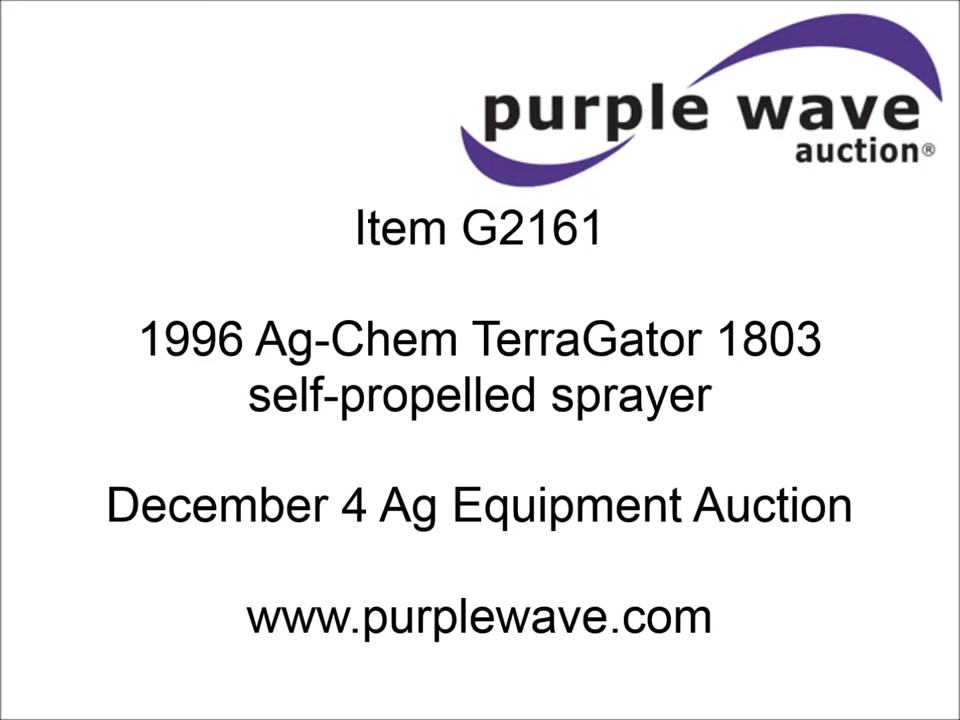 purple wave
auction®
Item G2161
1996 Ag-Chem TerraGator 1803
self-propelled sprayer
December 4 Ag Equipment Auction
www.purplewave.com